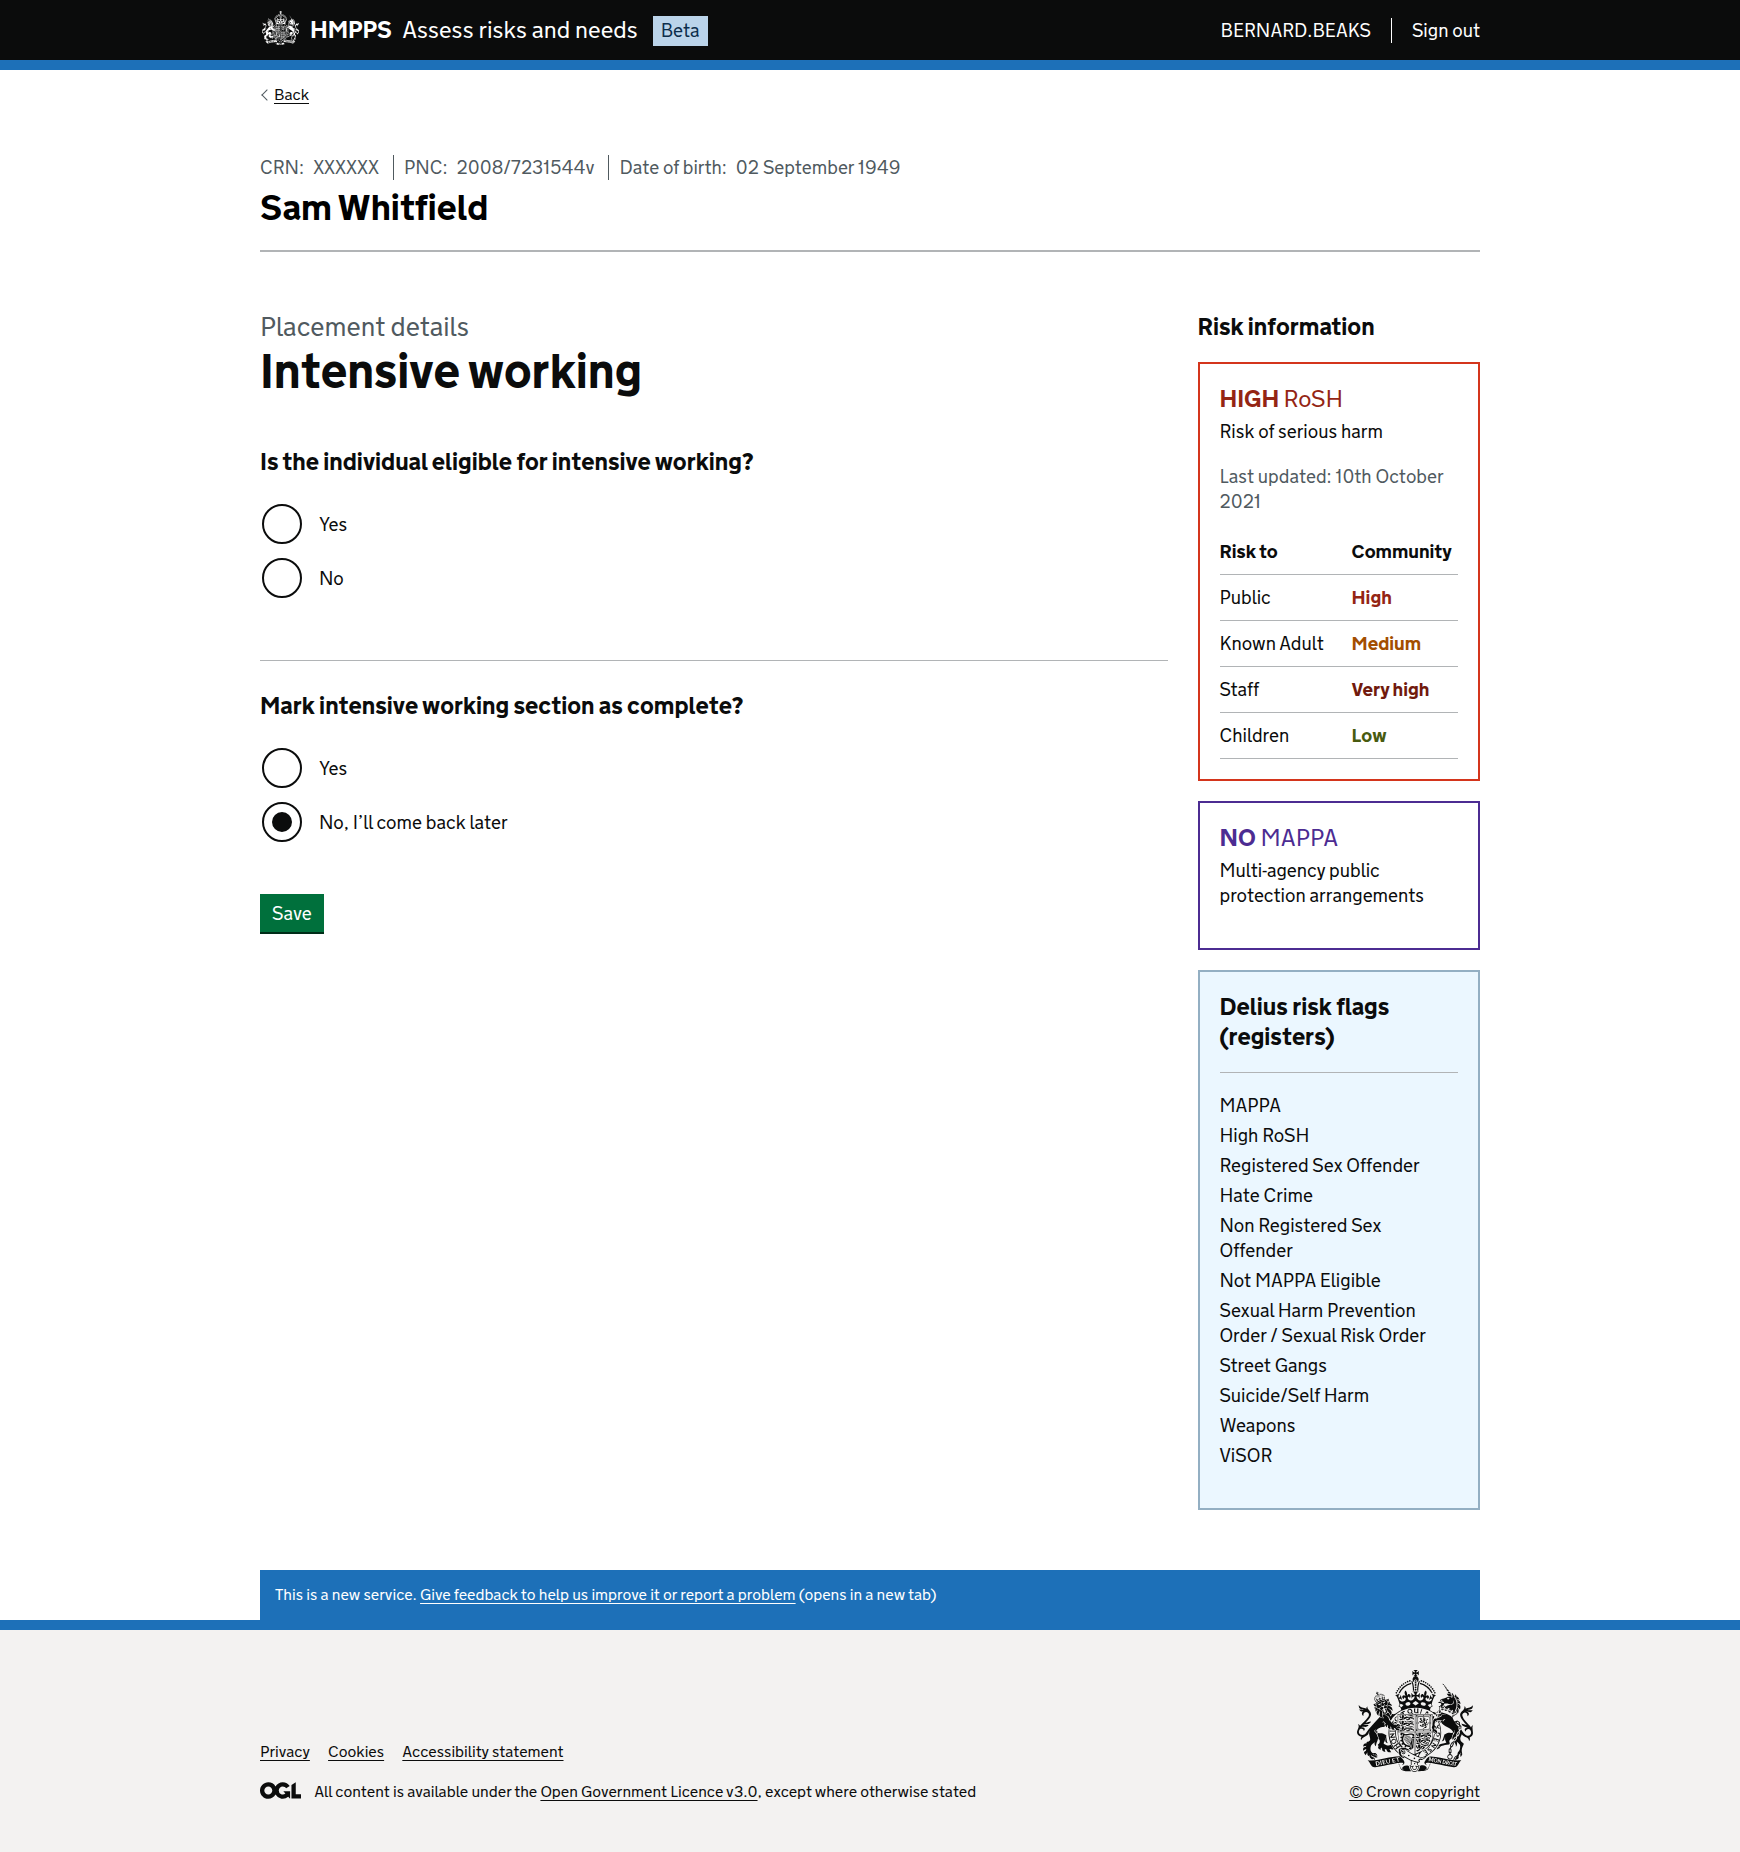 HMPPS Assess risks and needs Beta
BERNARD.BEAKS Sign out
Back
CRN: XXXXXX PNC: 2008/7231544v Date of birth: 02 September 1949
Sam Whitfield
Placement details
Intensive working
Is the individual eligible for intensive working?
Yes
No
Mark intensive working section as complete?
Yes
No, I’ll come back later
Save
Risk information
HIGH RoSH
Risk of serious harm
Last updated: 10th October
2021
Risk to Community
Public High
Known Adult Medium
Staff Very high
Children Low
NO MAPPA
Multi-agency public
protection arrangements
Delius risk flags
(registers)
MAPPA
High RoSH
Registered Sex Offender
Hate Crime
Non Registered Sex
Offender
Not MAPPA Eligible
Sexual Harm Prevention
Order / Sexual Risk Order
Street Gangs
Suicide/Self Harm
Weapons
ViSOR
This is a new service. Give feedback to help us improve it or report a problem (opens in a new tab)
Privacy Cookies Accessibility statement
OGL All content is available under the Open Government Licence v3.0, except where otherwise stated
© Crown copyright